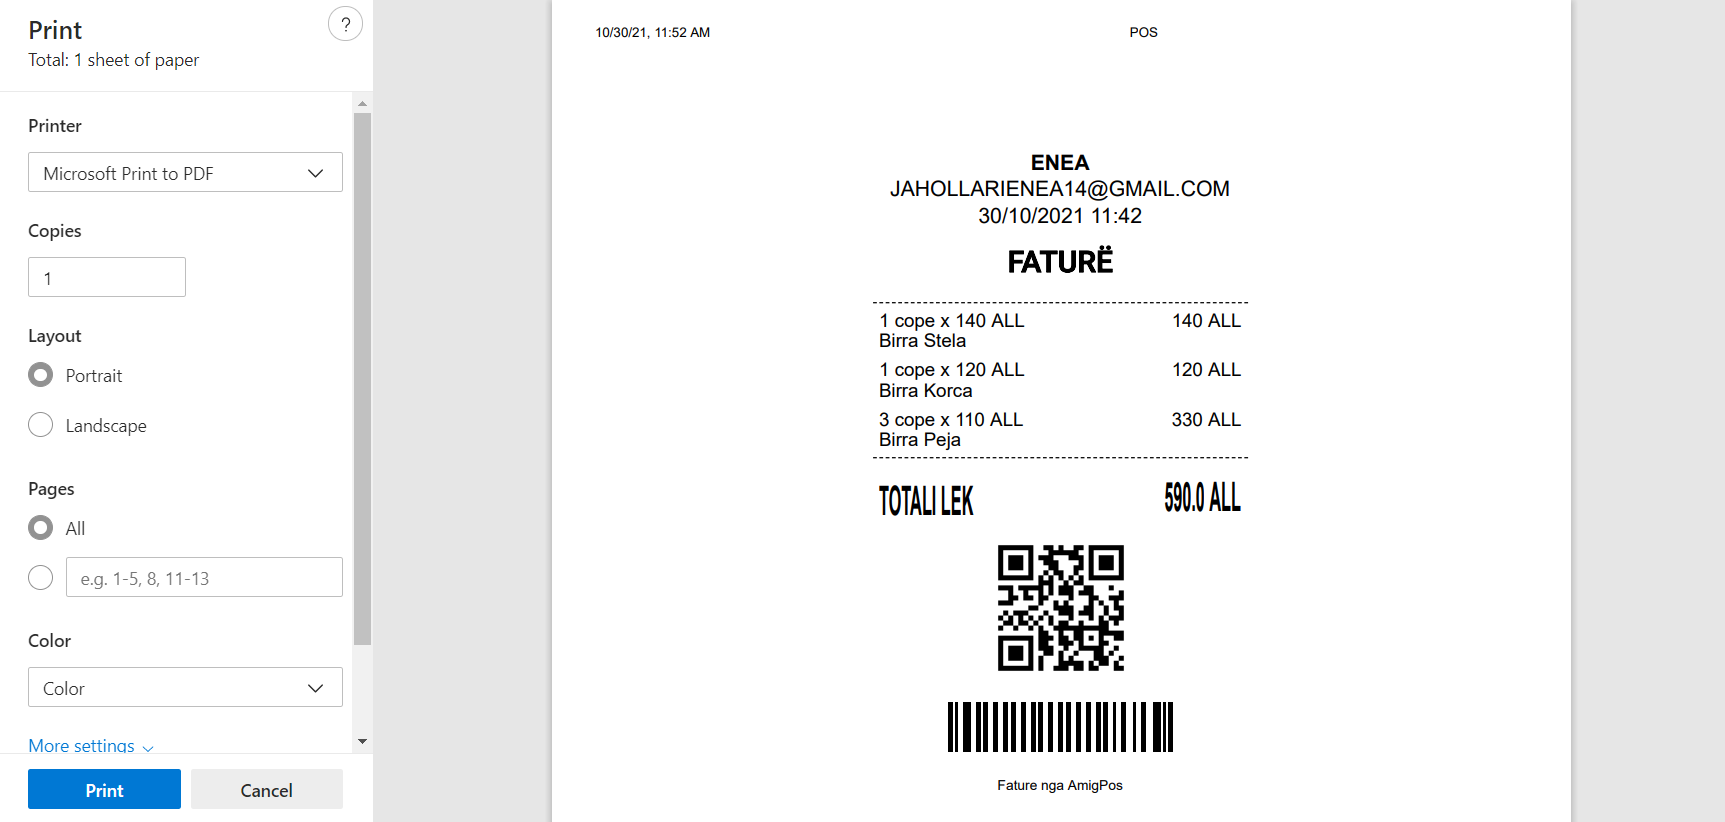 Print
?
Total: 1 sheet of paper
Printer
Microsoft Print to PDF
Copies
1
Layout
Portrait
Landscape
Pages
All
e.g. 1-5, 8, 11-13
Color
Color
More settings
Print
Cancel
10/30/21, 11:52 AM
POS
ENEA
JAHOLLARIENEA14@GMAIL.COM
30/10/2021 11:42
FATURË
1 cope x 140 ALL 140 ALL
Birra Stela
1 cope x 120 ALL 120 ALL
Birra Korca
3 cope x 110 ALL 330 ALL
Birra Peja
TOTALI LEK 590.0 ALL
Fature nga AmigPos